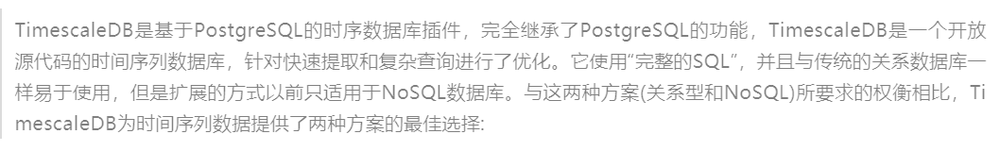 TimescaleDB是基于PostgreSQL的时序数据库插件，完全继承了PostgreSQL的功能，TimescaleDB是一个开放
源代码的时间序列数据库，针对快速提取和复杂查询进行了优化。它使用“完整的SQL”，并且与传统的关系数据库一
样易于使用，但是扩展的方式以前只适用于NoSQL数据库。与这两种方案(关系型和NoSQL)所要求的权衡相比，Ti
mescaleDB为时间序列数据提供了两种方案的最佳选择: